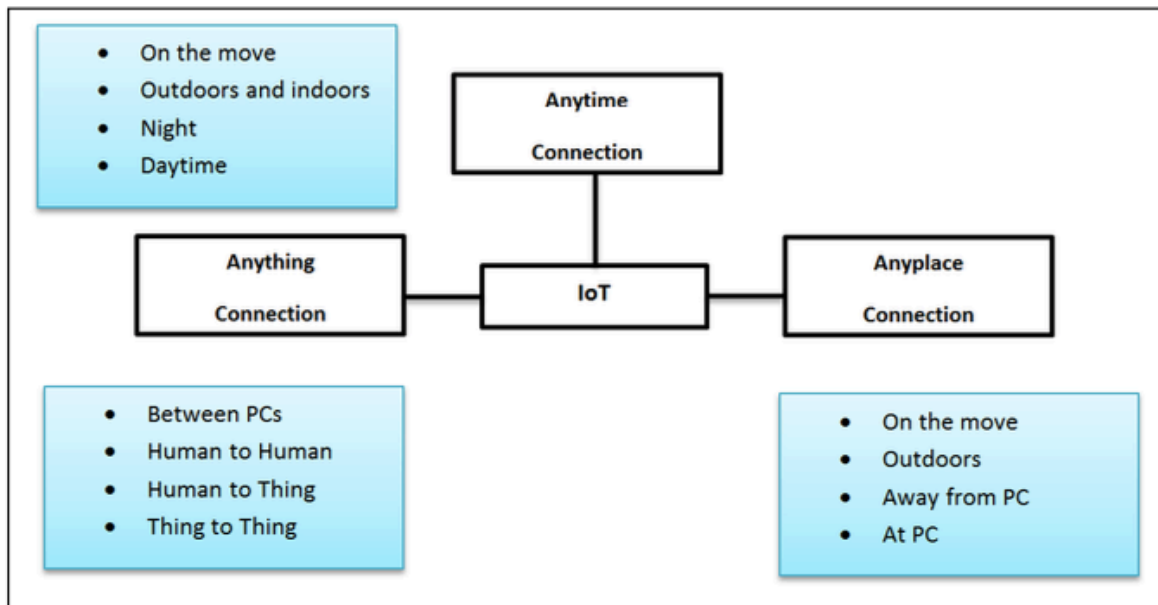 • On the move
• Outdoors and indoors
• Night
• Daytime
Anytime
Connection
Anything
Connection
IoT
Anyplace
Connection
• Between PCs
• Human to Human
• Human to Thing
• Thing to Thing
• On the move
• Outdoors
• Away from PC
• At PC